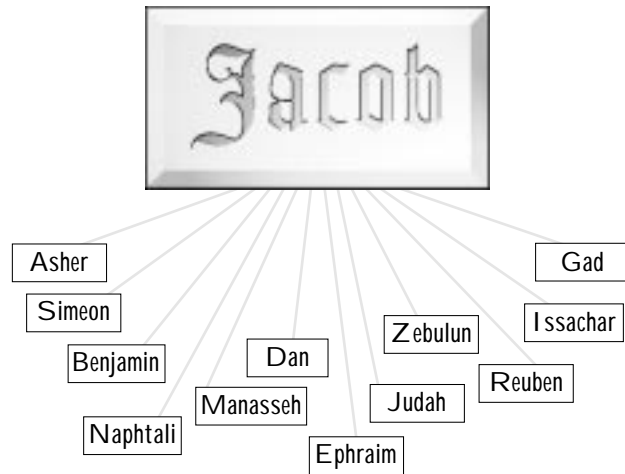 Jacob
Asher
Gad
Simeon
Issachar
Zebulun
Benjamin
Dan
Reuben
Manasseh
Judah
Naphtali
Ephraim